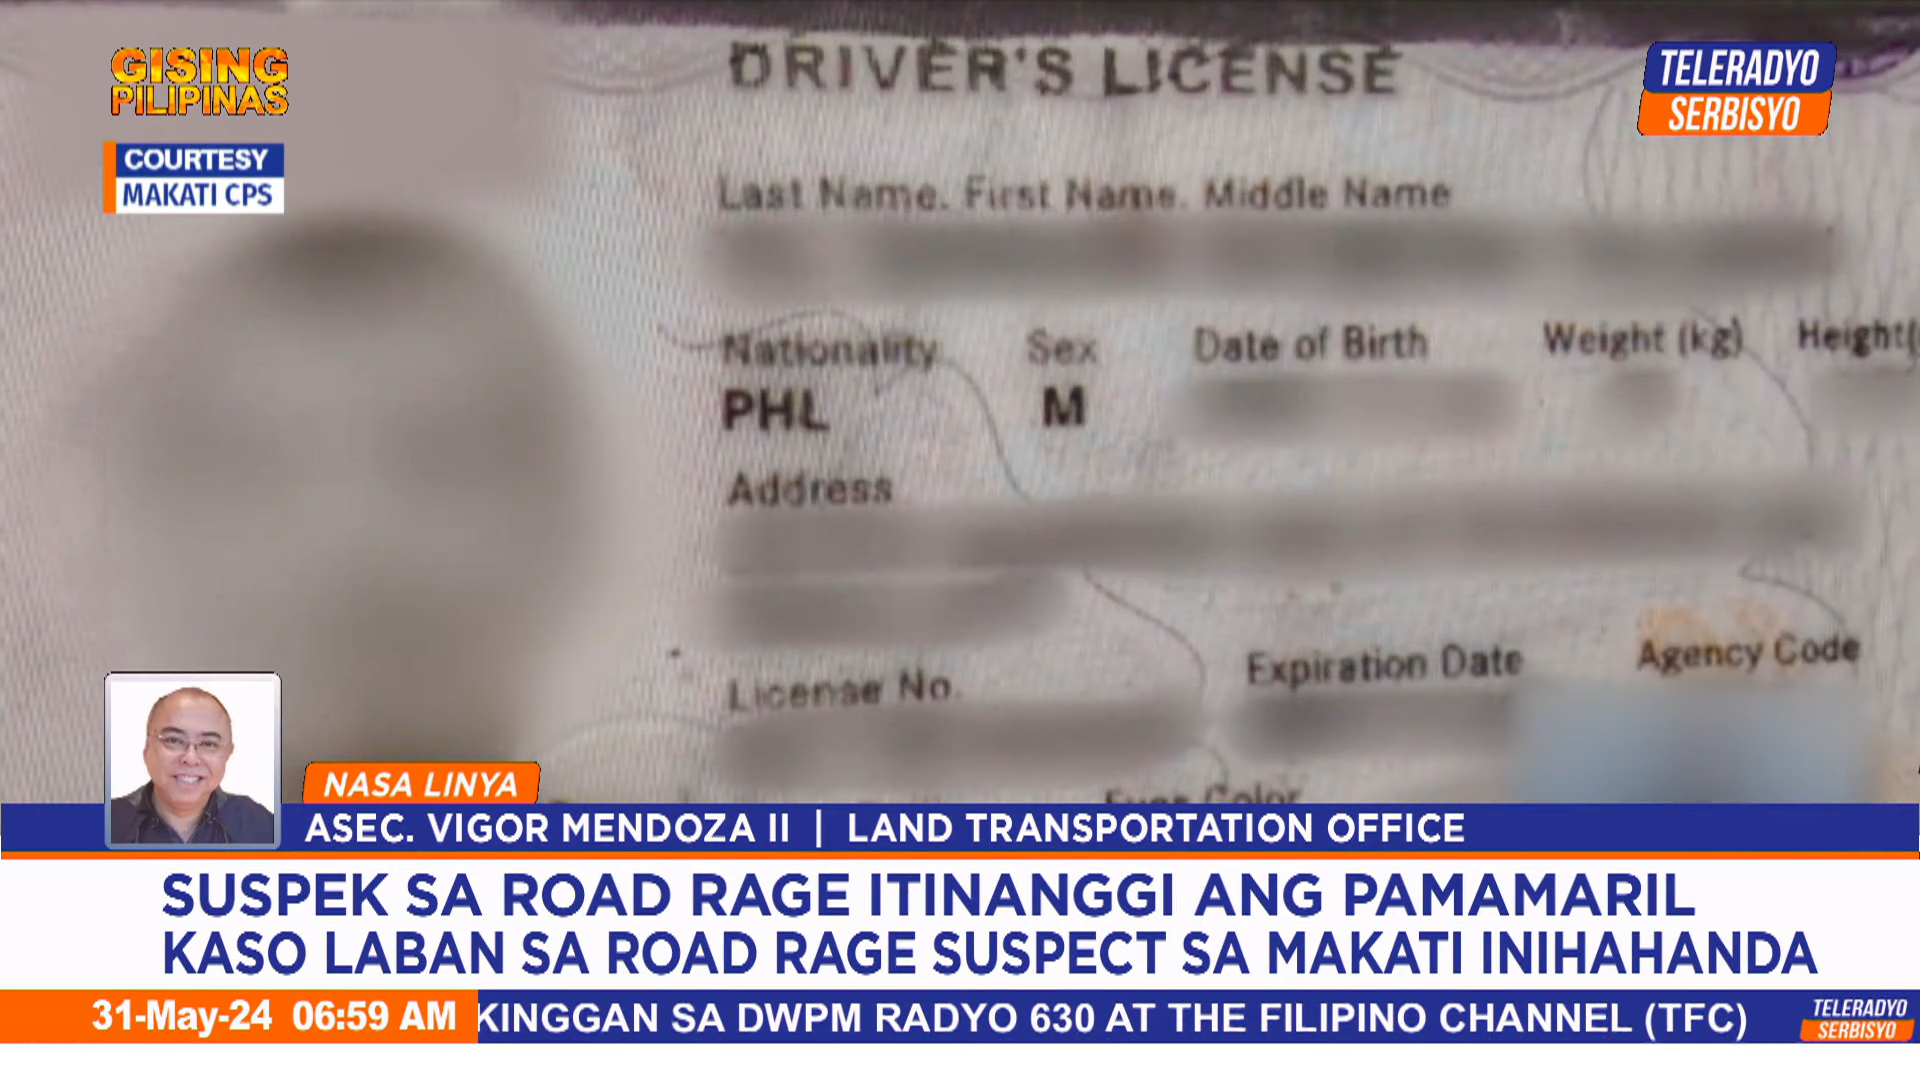 GISING
PILIPINAS
COURTESY
MAKATI CPS
TELERADYO
SERBISYO
DRIVER'S LICENSE
Last Name. First Name. Middle Name
Nationality Sex Date of Birth Weight (kg) Height(
PHL M
Address
License No. Expiration Date Agency Code
Eyes Color
NASA LINYA
ASEC. VIGOR MENDOZA II | LAND TRANSPORTATION OFFICE
SUSPEK SA ROAD RAGE ITINANGGI ANG PAMAMARIL
KASO LABAN SA ROAD RAGE SUSPECT SA MAKATI INIHAHANDA
31-May-24 06:59 AM KINGGAN SA DWPM RADYO 630 AT THE FILIPINO CHANNEL (TFC)
TELERADYO
SERBISYO